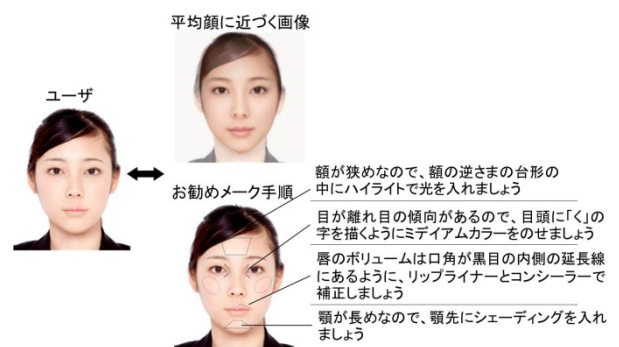 平均顔に近づく画像
ユーザ
お勧めメーク手順
額が狭めなので、額の逆さまの台形の
中にハイライトで光を入れましょう
目が離れ目の傾向があるので、目頭に「く」の
字を描くようにミデイアムカラーをのせましょう
唇のボリュームは口角が黒目の内側の延長線
にあるように、リップライナーとコンシーラーで
補正しましょう
顎が長めなので、顎先にシェーディングを入れ
ましょう